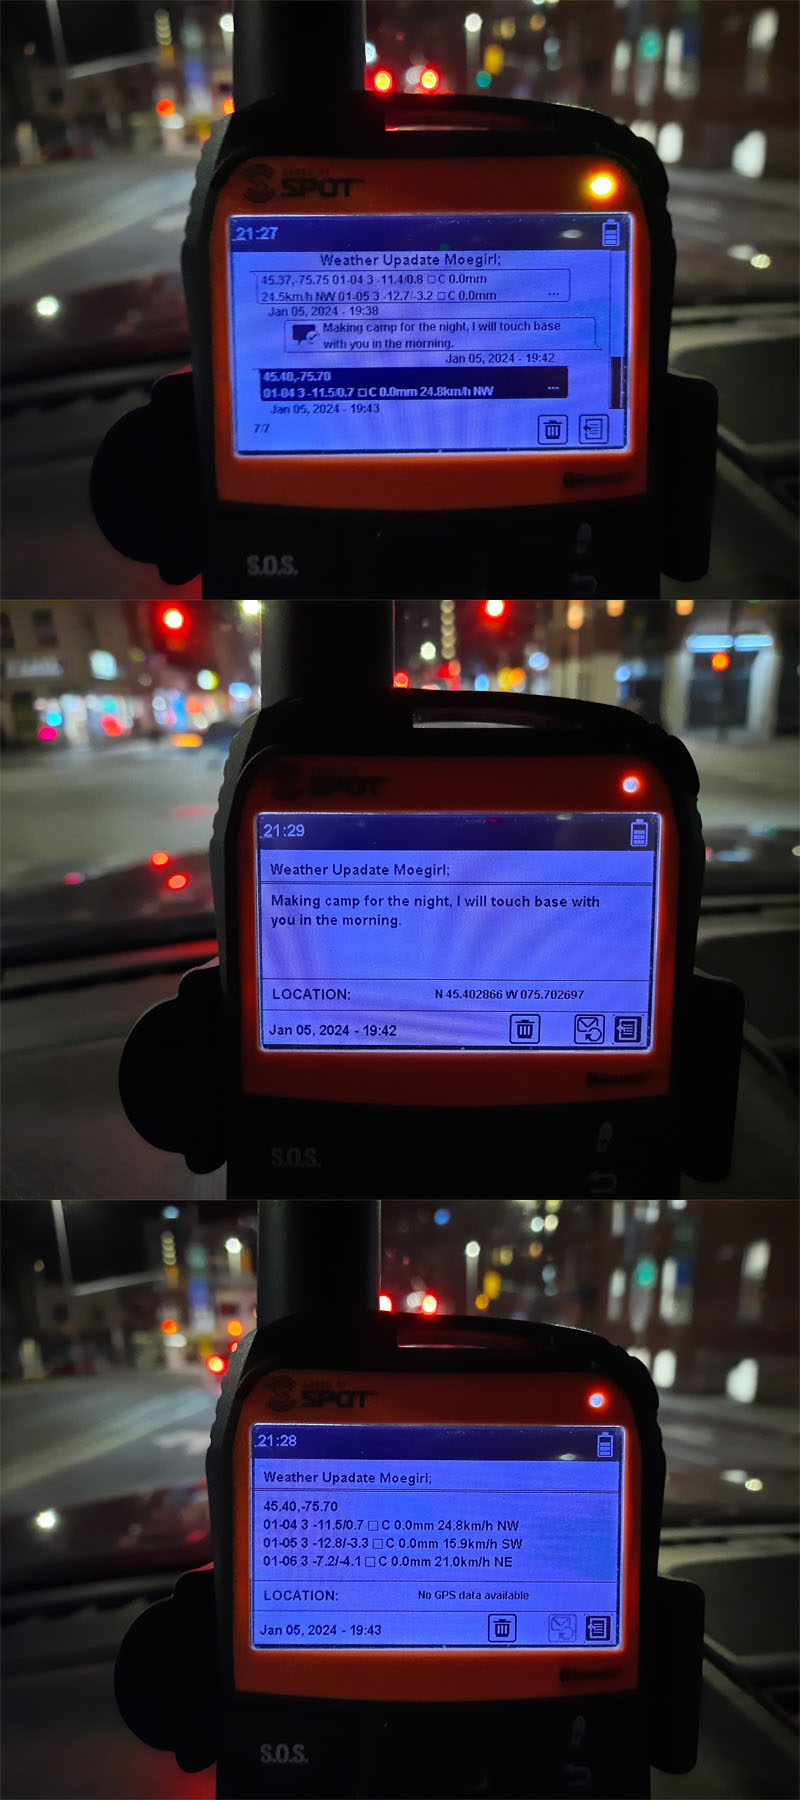 SPOT
21:27
Weather Upadate Moegirl;
45.37,-75.75 01-04 3 -11.4/0.8 □ C 0.0mm
24.5km/h NW 01-05 3 -12.7/-3.2 □ C 0.0mm ...
Jan 05, 2024 - 19:38
Making camp for the night, I will touch base
with you in the morning.
Jan 05, 2024 - 19:42
45.40,-75.70
01-04 3 -11.5/0.7 □ C 0.0mm 24.8km/h NW ...
Jan 05, 2024 - 19:43
7/7
S.O.S.
SPOT
21:29
Weather Upadate Moegirl;
Making camp for the night, I will touch base with
you in the morning.
LOCATION: N 45.402866 W 075.702697
Jan 05, 2024 - 19:42
S.O.S.
SPOT
21:28
Weather Upadate Moegirl;
45.40,-75.70
01-04 3 -11.5/0.7 □ C 0.0mm 24.8km/h NW
01-05 3 -12.8/-3.3 □ C 0.0mm 15.9km/h SW
01-06 3 -7.2/-4.1 □ C 0.0mm 21.0km/h NE
LOCATION: No GPS data available
Jan 05, 2024 - 19:43
S.O.S.